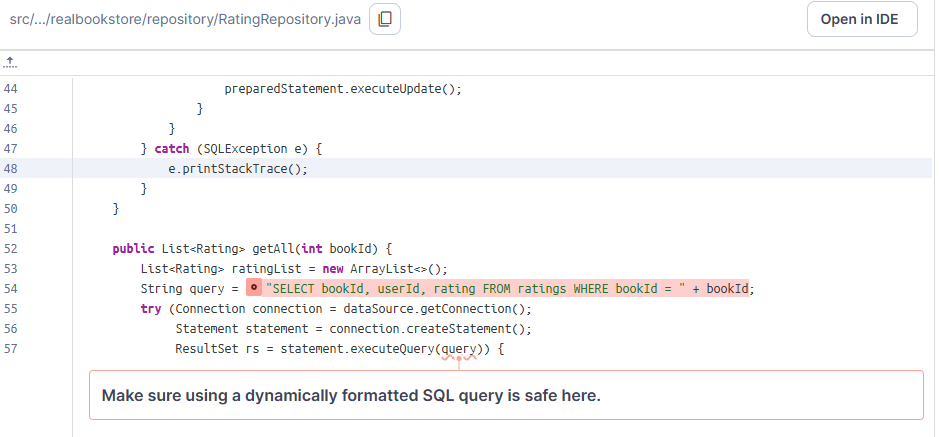 src/.../realbookstore/repository/RatingRepository.java
Open in IDE
44 preparedStatement.executeUpdate();
45 }
46 }
47 } catch (SQLException e) {
48 e.printStackTrace();
49 }
50 }
51
52 public List<Rating> getAll(int bookId) {
53 List<Rating> ratingList = new ArrayList<>();
54 String query = "SELECT bookId, userId, rating FROM ratings WHERE bookId = " + bookId;
55 try (Connection connection = dataSource.getConnection();
56 Statement statement = connection.createStatement();
57 ResultSet rs = statement.executeQuery(query)) {
Make sure using a dynamically formatted SQL query is safe here.